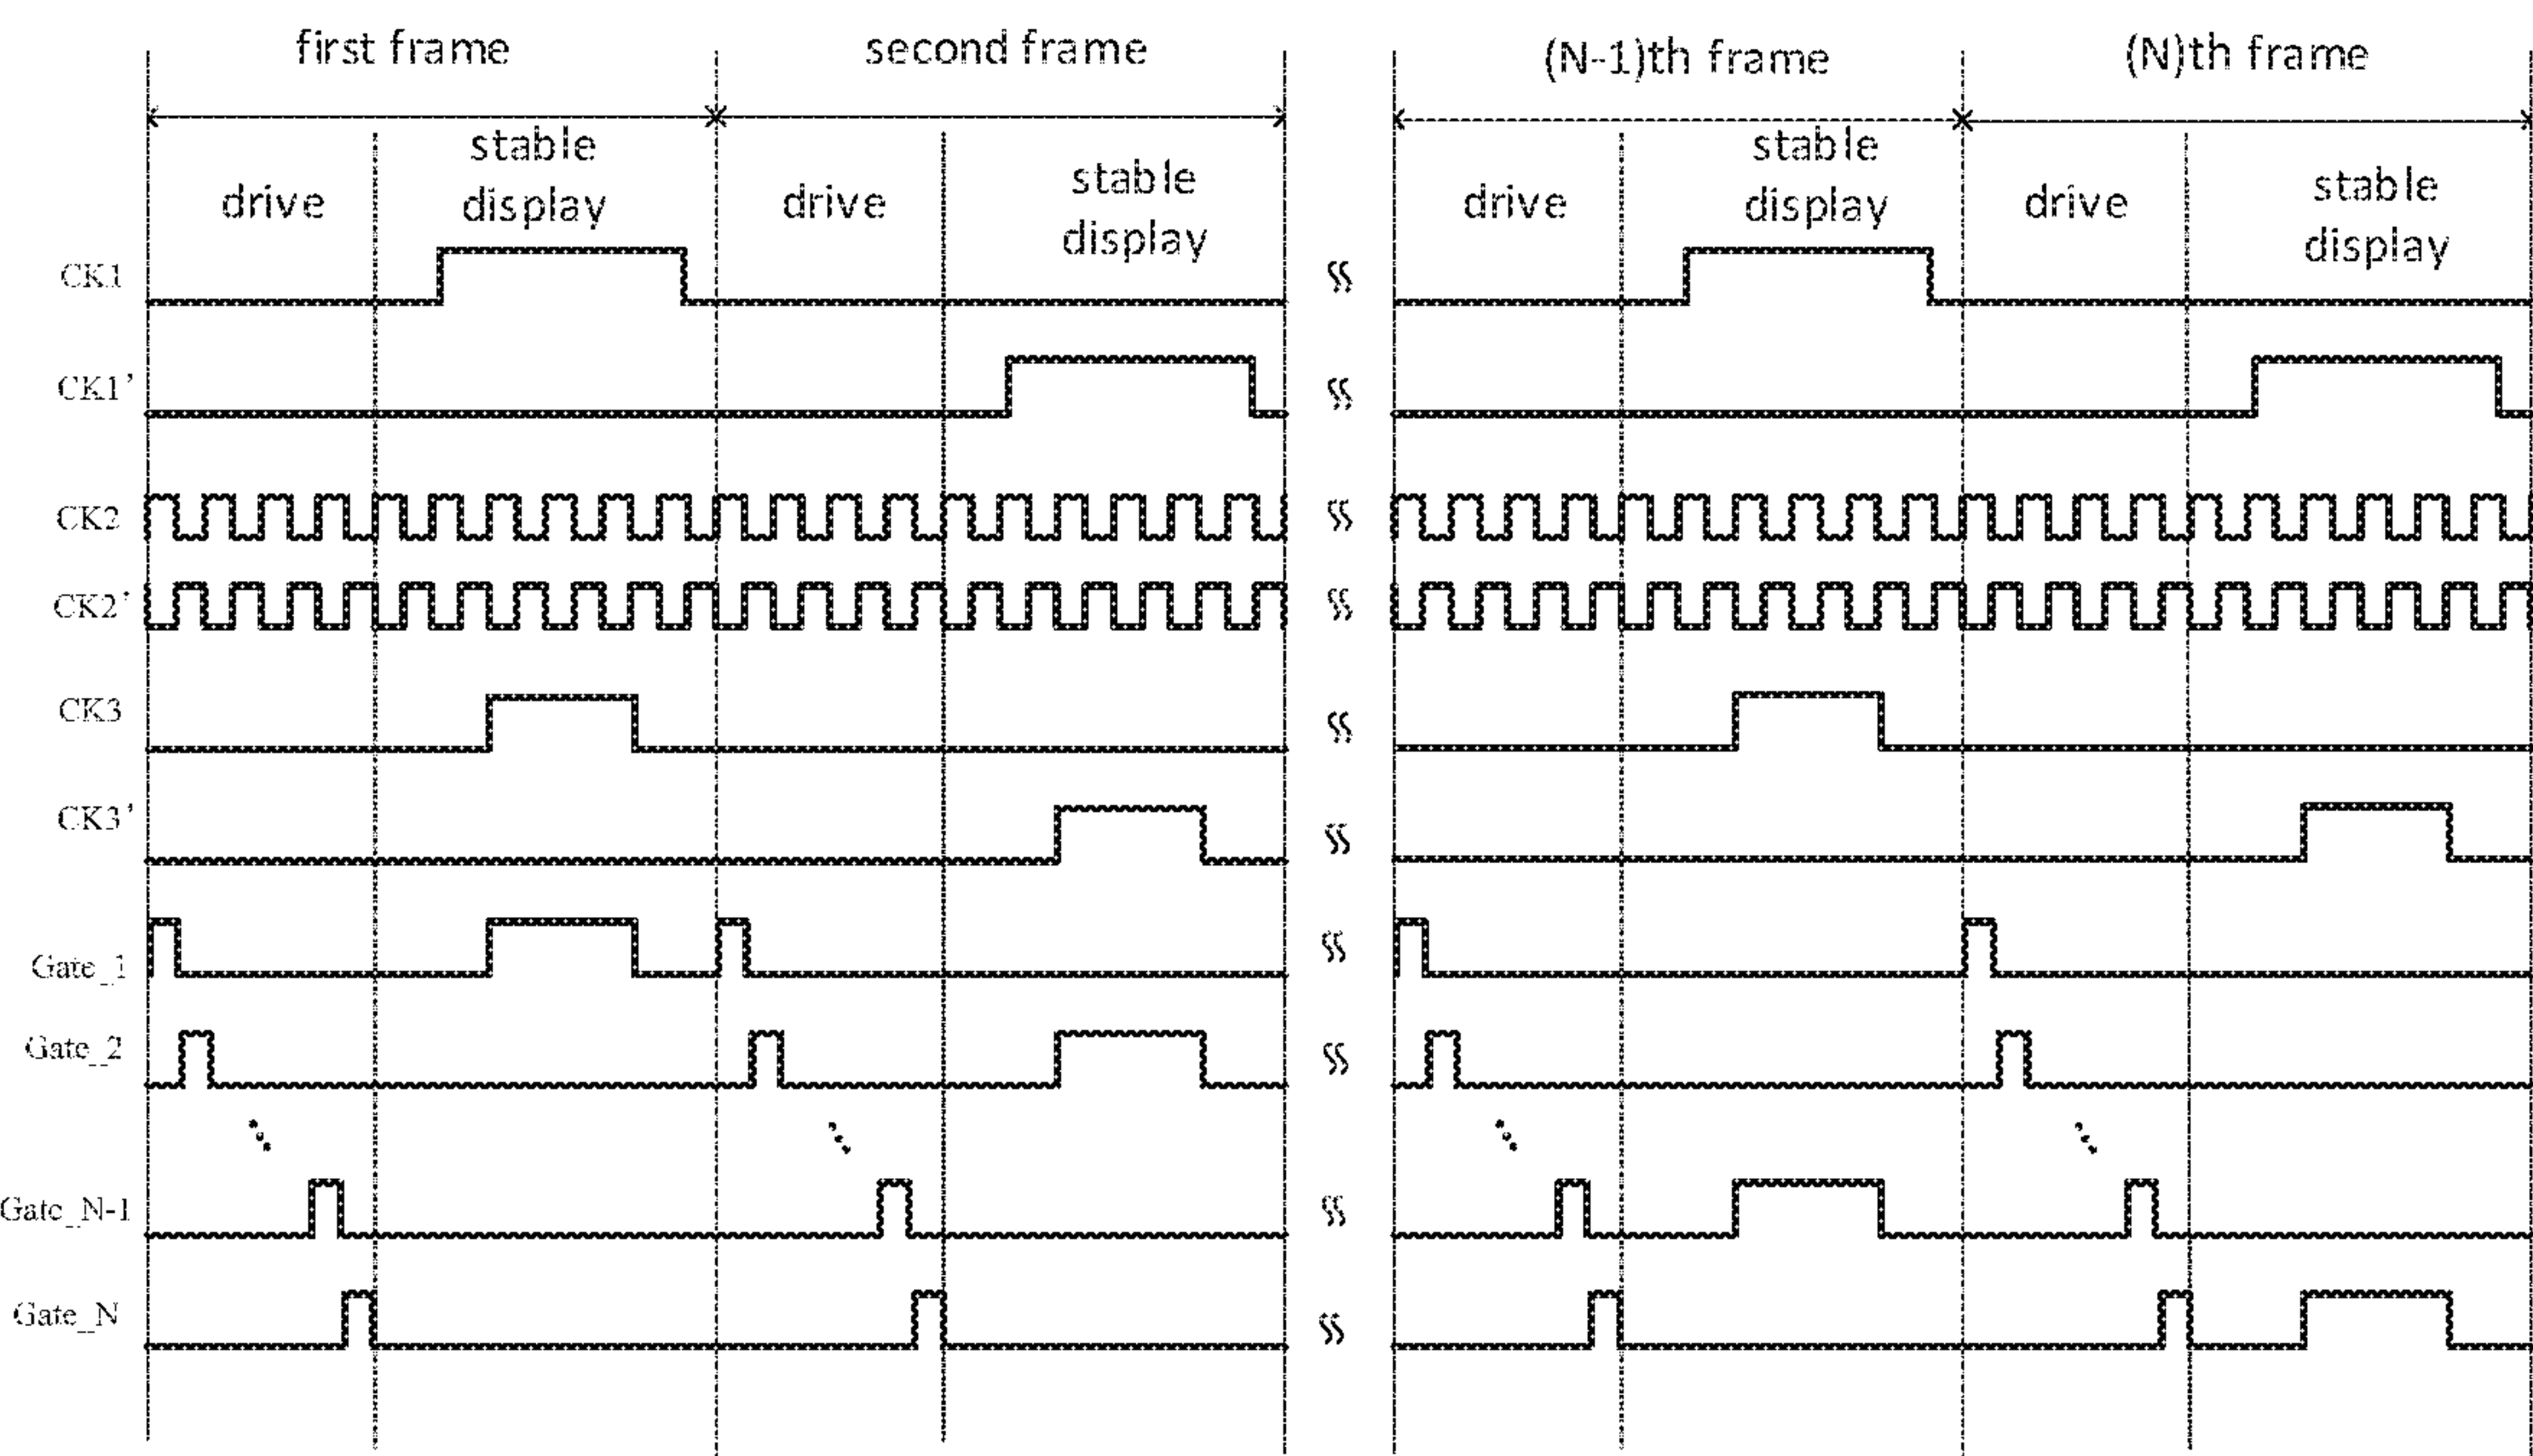 first frame
second frame
(N-1)th frame
(N)th frame
drive
stable
display
drive
stable
display
drive
stable
display
drive
stable
display
CK1
CK1'
CK2
CK2'
CK3
CK3'
Gate_1
Gate_2
Gate_N-1
Gate_N